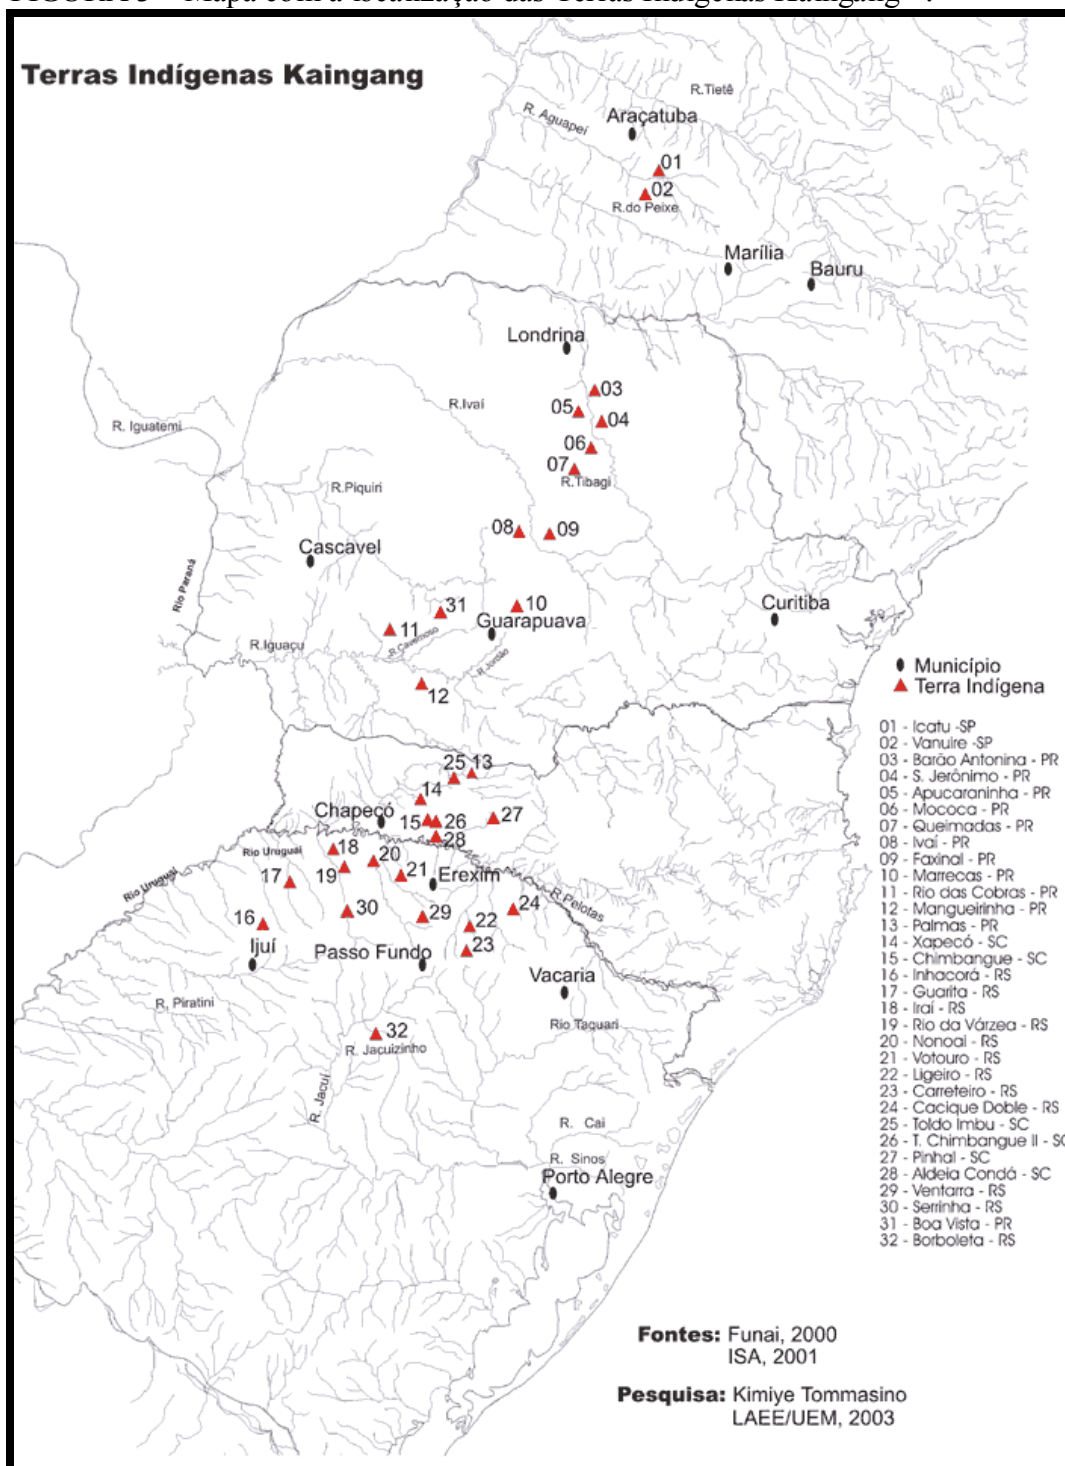 Terras Indígenas Kaingang
R.Tietê
R. Aguapeí
Araçatuba
01
02
R.do Peixe
Marília
Bauru
Londrina
03
R.Ivaí
05
04
R. Iguatemi
06
07
R.Tibagi
R.Piquiri
08
09
Cascavel
Rio Paraná
31
10
Curitiba
11
Guarapuava
R.Cavernoso
R.Iguaçu
R.Jordão
12
Município
Terra Indígena
01 - Icatu -SP
02 - Vanuire -SP
03 - Barão Antonina - PR
04 - S. Jerônimo - PR
05 - Apucaraninha - PR
06 - Mococa - PR
07 - Queimadas - PR
08 - Ivaí - PR
09 - Faxinal - PR
10 - Marrecas - PR
11 - Rio das Cobras - PR
12 - Mangueirinha - PR
13 - Palmas - PR
14 - Xapecó - SC
15 - Chimbangue - SC
16 - Inhacorá - RS
17 - Guarita - RS
18 - Iraí - RS
19 - Rio da Várzea - RS
20 - Nonoai - RS
21 - Votouro - RS
22 - Ligeiro - RS
23 - Carreteiro - RS
24 - Cacique Doble - RS
25 - Toldo Imbu - SC
26 - T. Chimbangue II - SC
27 - Pinhal - SC
28 - Aldeia Condá - SC
29 - Ventarra - RS
30 - Serrinha - RS
31 - Boa Vista - PR
32 - Borboleta - RS
25 13
14
Chapecó
15
26
27
28
Rio Uruguai
18
20
Rio Uruguai
19
21
Erexim
17
R.Pelotas
30
24
16
29
22
Ijuí
Passo Fundo
23
Vacaria
R. Piratini
Rio Taquari
32
R. Jacuizinho
R. Jacuí
R. Cai
R. Sinos
Porto Alegre
Fontes: Funai, 2000
ISA, 2001
Pesquisa: Kimiye Tommasino
LAEE/UEM, 2003